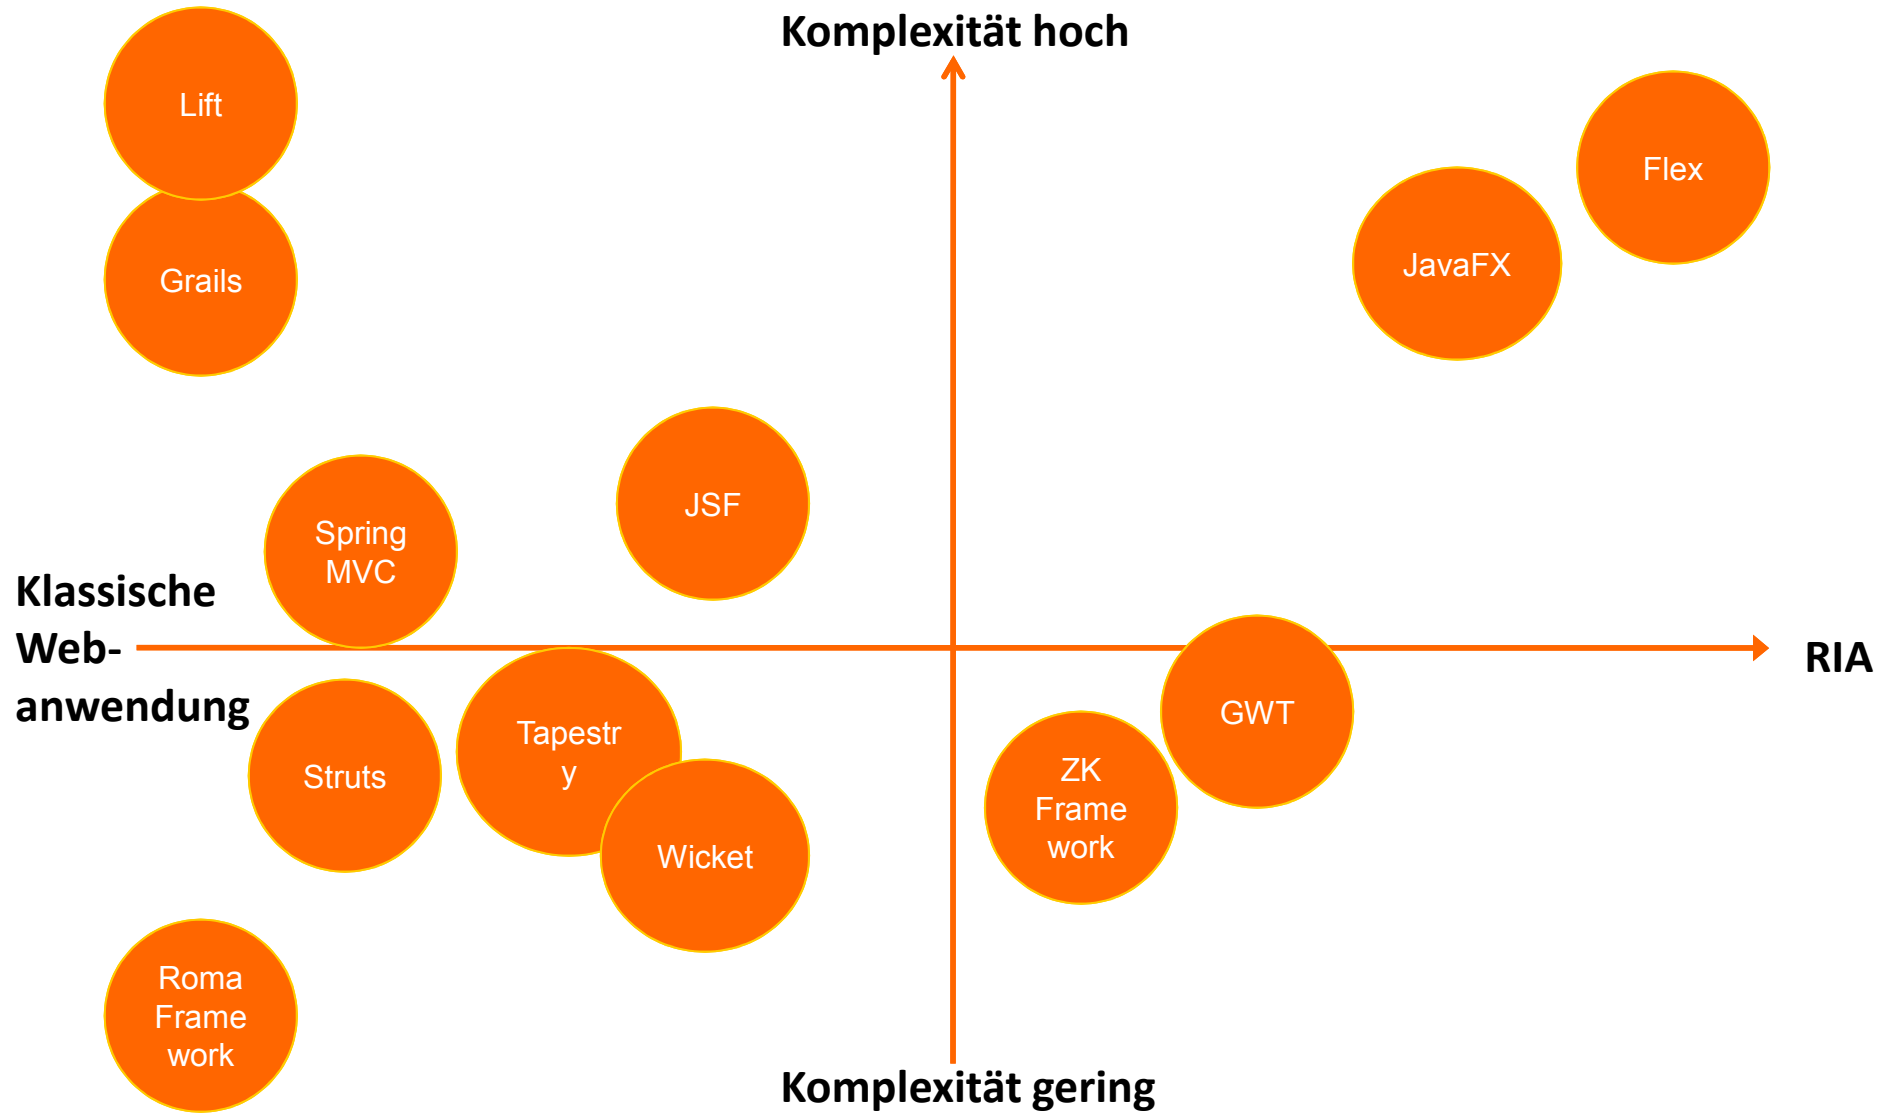 Komplexität hoch
Lift
Flex
JavaFX
Grails
JSF
Spring
MVC
Klassische
Web-
anwendung
RIA
GWT
Tapestr
y
Struts
ZK
Frame
work
Wicket
Roma
Frame
work
Komplexität gering